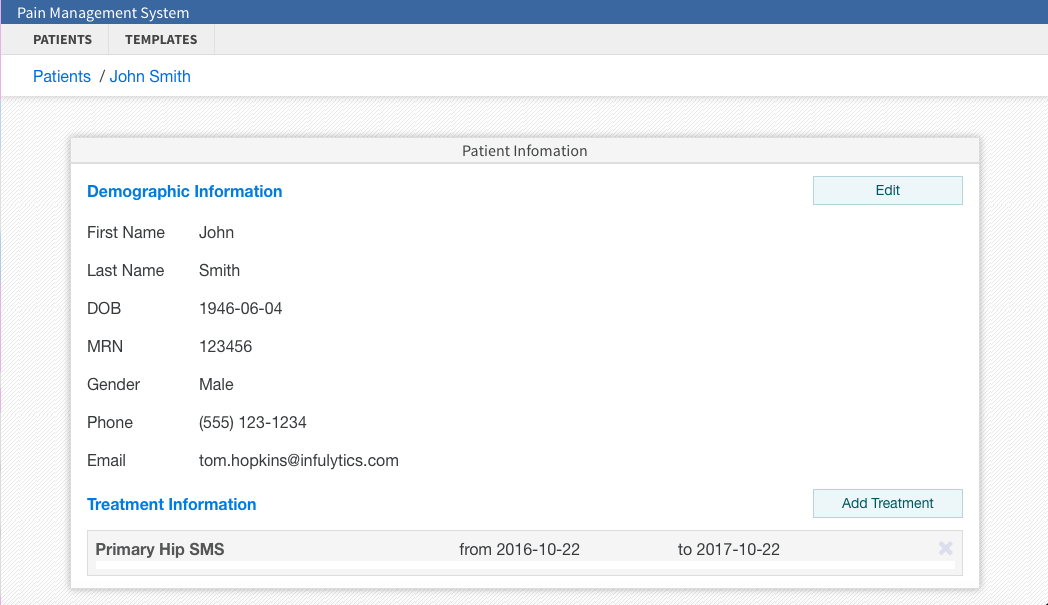 Pain Management System
PATIENTS TEMPLATES
Patients / John Smith
Patient Infomation
Demographic Information Edit
First Name John
Last Name Smith
DOB 1946-06-04
MRN 123456
Gender Male
Phone (555) 123-1234
Email tom.hopkins@infulytics.com
Treatment Information Add Treatment
Primary Hip SMS from 2016-10-22 to 2017-10-22